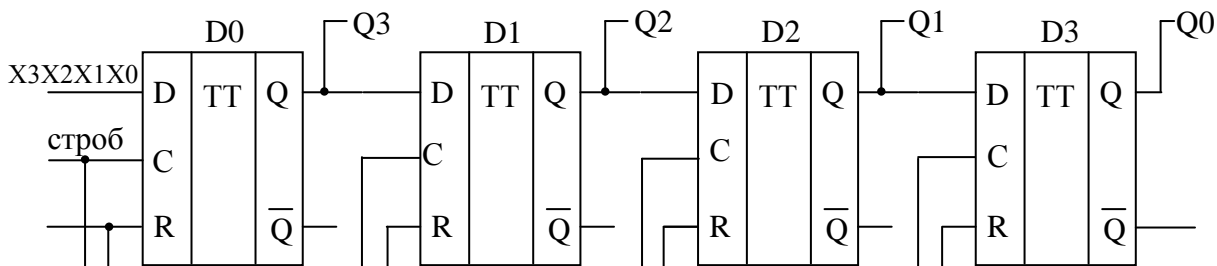 Q3 Q2 Q1 Q0
D0 D1 D2 D3
X3X2X1X0
D TT Q D TT Q D TT Q D TT Q
строб
C C C C
R Q̅ R Q̅ R Q̅ R Q̅